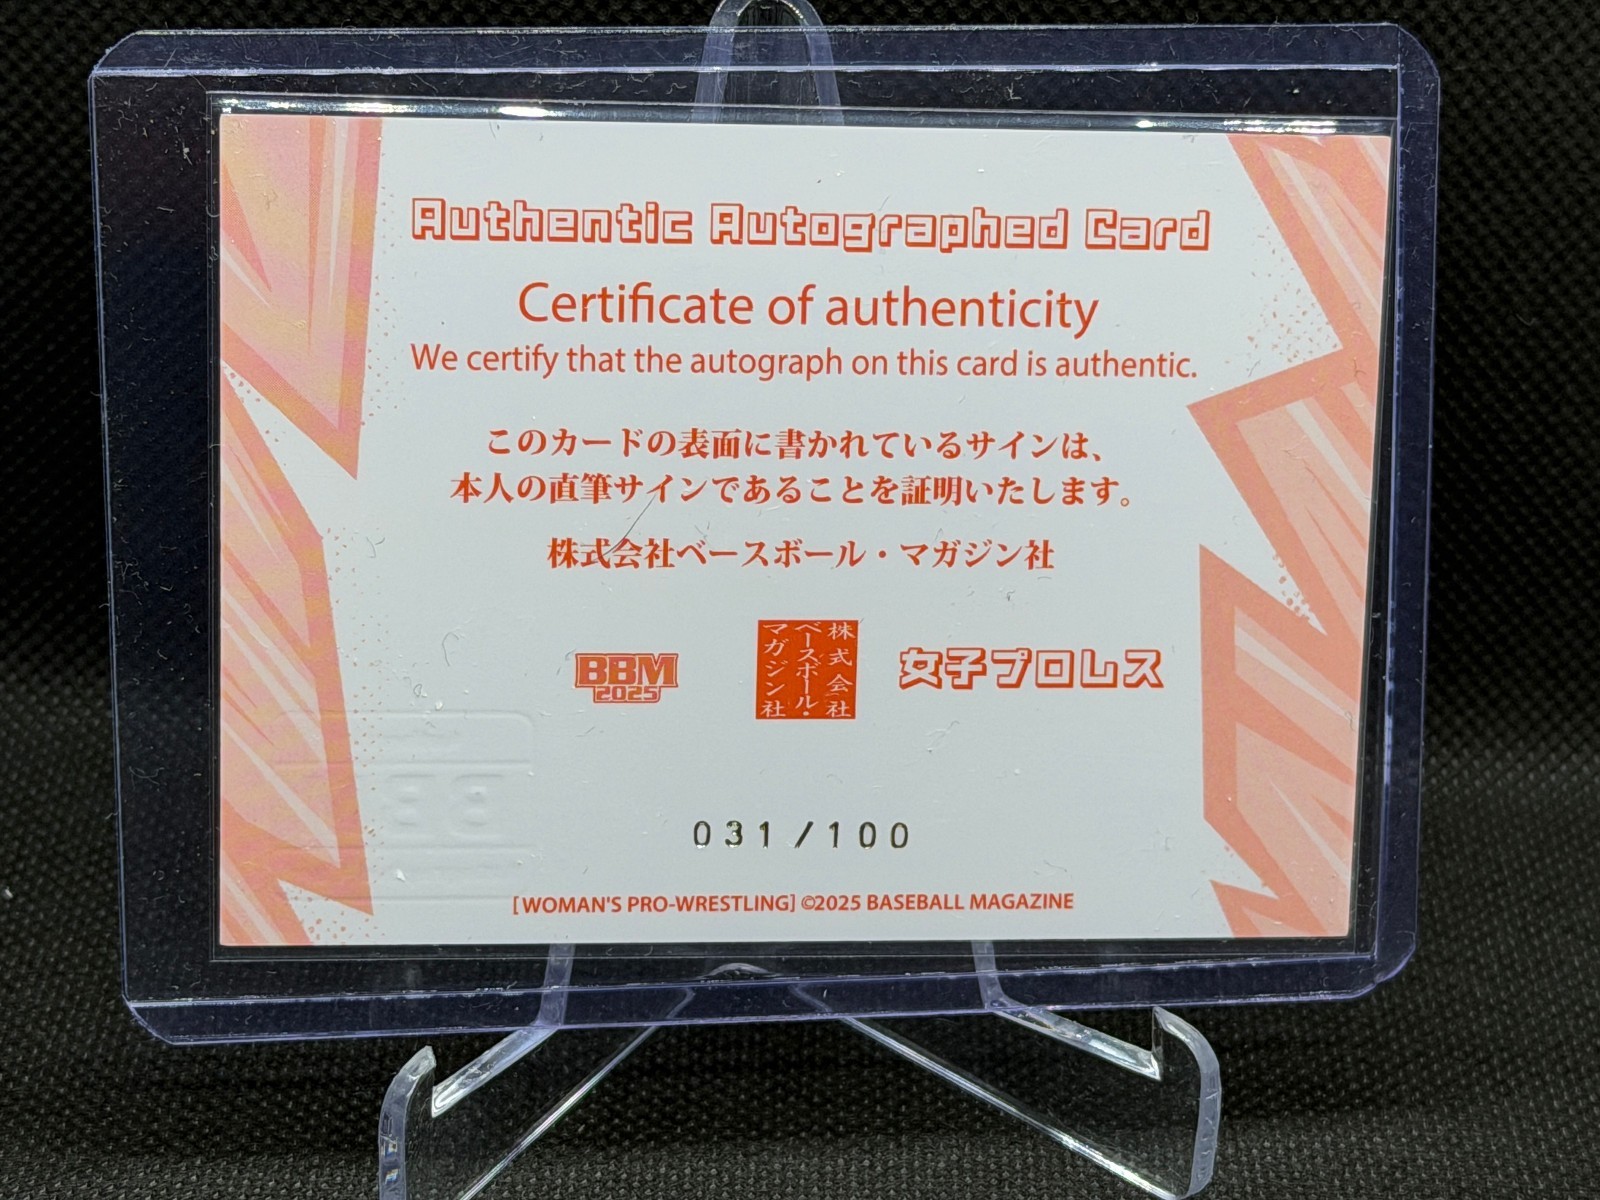 Authentic Autographed Card
Certificate of authenticity
We certify that the autograph on this card is authentic.
このカードの表面に書かれているサインは、
本人の直筆サインであることを証明いたします。
株式会社ベースボール・マガジン社
BBM
2025
株式会社
ベースボール・
マガジン社
女子プロレス
031/100
[WOMAN'S PRO-WRESTLING] ©2025 BASEBALL MAGAZINE